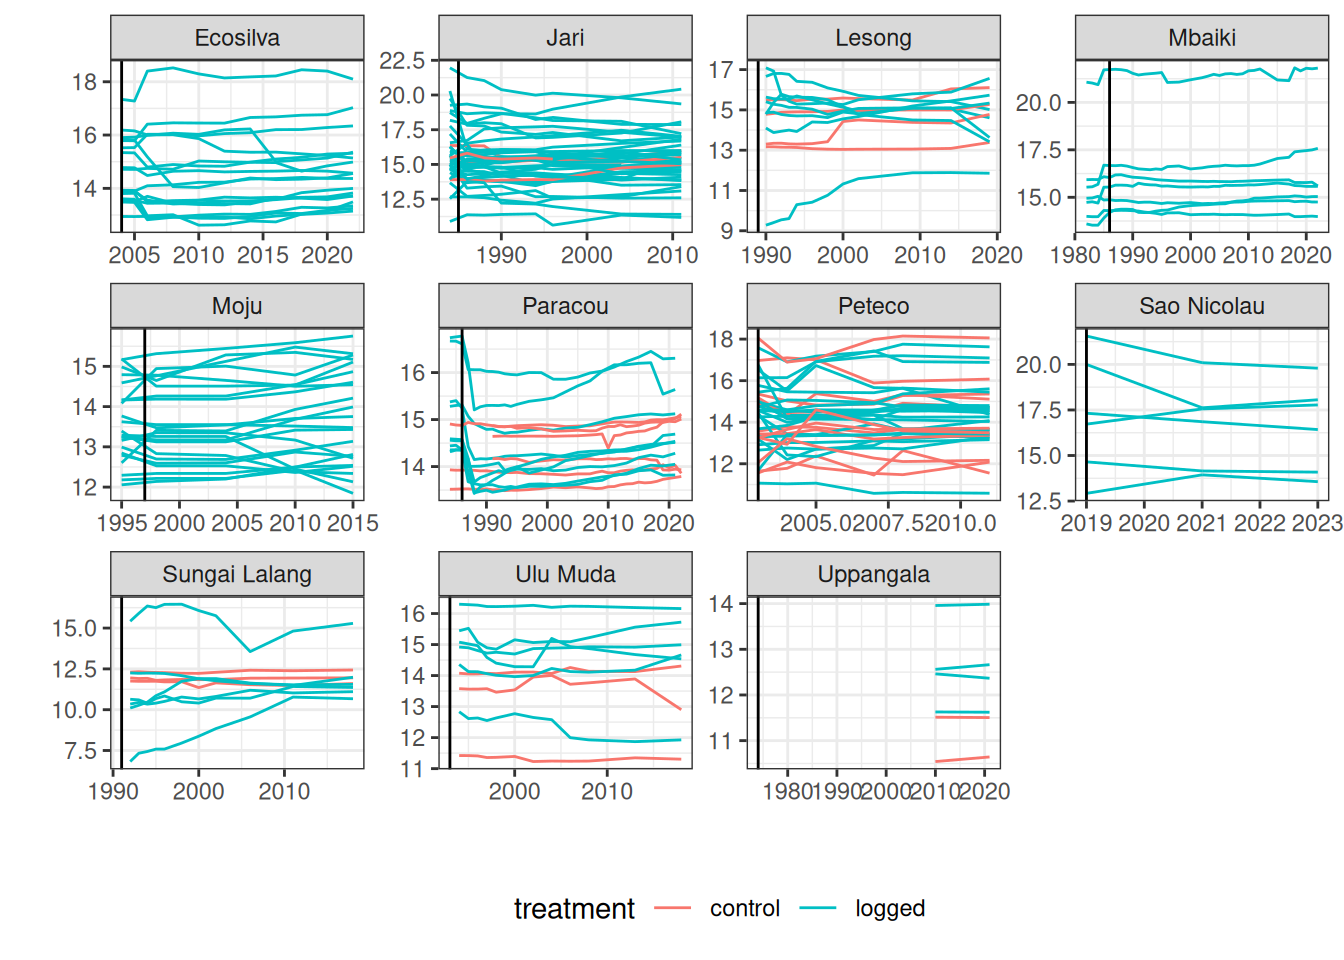 Ecosilva Jari Lesong Mbaiki
18 16 14
22.5 20.0 17.5 15.0 12.5
17 15 13 11 9
20.0 17.5 15.0
2005 2010 2015 2020
1990 2000 2010
1990 2000 2010 2020
1980 1990 2000 2010 2020
Moju Paracou Peteco Sao Nicolau
15 14 13 12
16 15 14
18 16 14 12
20.0 17.5 15.0 12.5
1995 2000 2005 2010 2015
1990 2000 2010 2020
2005.0 2007.5 2010.0
2019 2020 2021 2022 2023
Sungai Lalang Ulu Muda Uppangala
15.0 12.5 10.0 7.5
16 15 14 13 12 11
14 13 12 11
1990 2000 2010
2000 2010
1980 1990 2000 2010 2020
treatment control logged